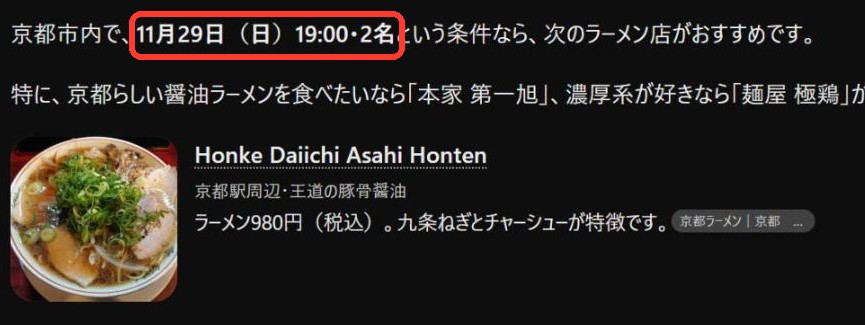 京都市内で、11月29日（日）19:00・2名という条件なら、次のラーメン店がおすすめです。
特に、京都らしい醤油ラーメンを食べたいなら「本家 第一旭」、濃厚系が好きなら「麺屋 極鶏」が
Honke Daiichi Asahi Honten
京都駅周辺・王道の豚骨醤油
ラーメン980円（税込）。九条ねぎとチャーシューが特徴です。 京都ラーメン｜京都 ...